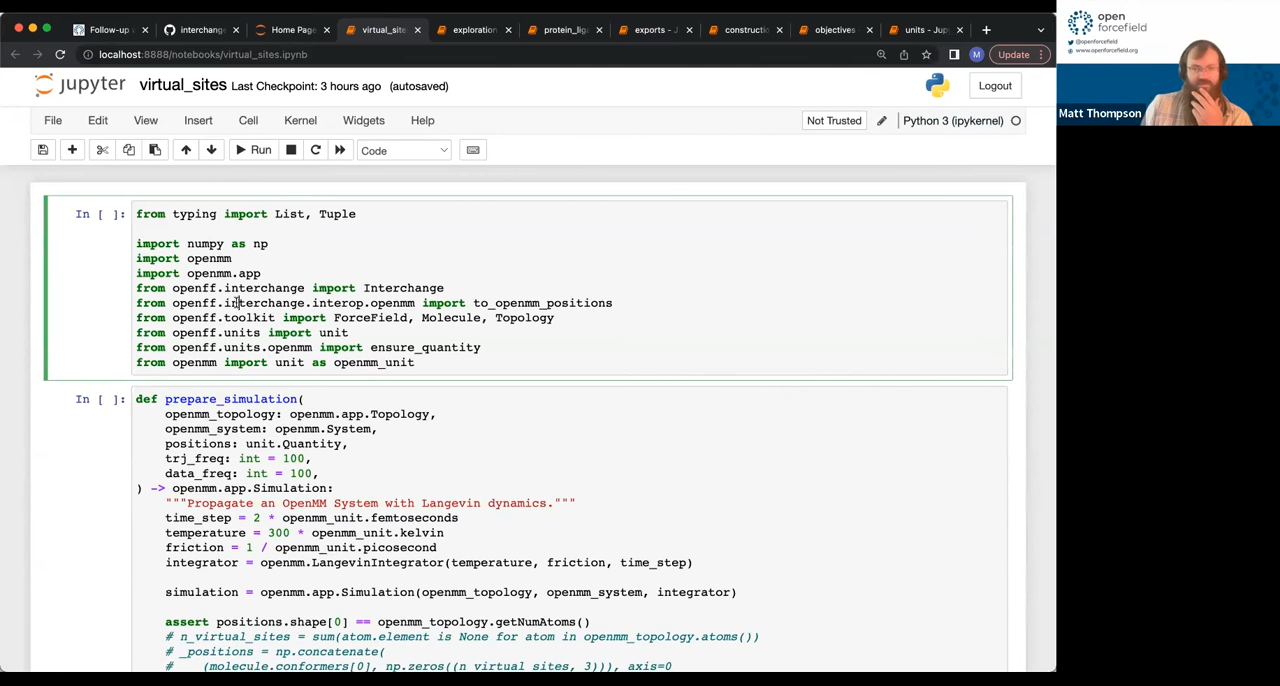 Follow-up
interchange
Home Page
virtual_site
exploration
protein_liga
exports - J
constructio
objectives
units - Jup
localhost:8888/notebooks/virtual_sites.ipynb
M
Update
open
forcefield
@openforcefield
www.openforcefield.org
Matt Thompson
jupyter virtual_sites Last Checkpoint: 3 hours ago (autosaved)
Logout
File Edit View Insert Cell Kernel Widgets Help
Not Trusted
Python 3 (ipykernel)
Run
Code
In [ ]:
from typing import List, Tuple
import numpy as np
import openmm
import openmm.app
from openff.interchange import Interchange
from openff.interchange.interop.openmm import to_openmm_positions
from openff.toolkit import ForceField, Molecule, Topology
from openff.units import unit
from openff.units.openmm import ensure_quantity
from openmm import unit as openmm_unit
In [ ]:
def prepare_simulation(
openmm_topology: openmm.app.Topology,
openmm_system: openmm.System,
positions: unit.Quantity,
trj_freq: int = 100,
data_freq: int = 100,
) -> openmm.app.Simulation:
"""Propagate an OpenMM System with Langevin dynamics."""
time_step = 2 * openmm_unit.femtoseconds
temperature = 300 * openmm_unit.kelvin
friction = 1 / openmm_unit.picosecond
integrator = openmm.LangevinIntegrator(temperature, friction, time_step)
simulation = openmm.app.Simulation(openmm_topology, openmm_system, integrator)
assert positions.shape[0] == openmm_topology.getNumAtoms()
# n_virtual_sites = sum(atom.element is None for atom in openmm_topology.atoms())
# _positions = np.concatenate(
# (molecule.conformers[0], np.zeros((n_virtual_sites, 3))), axis=0